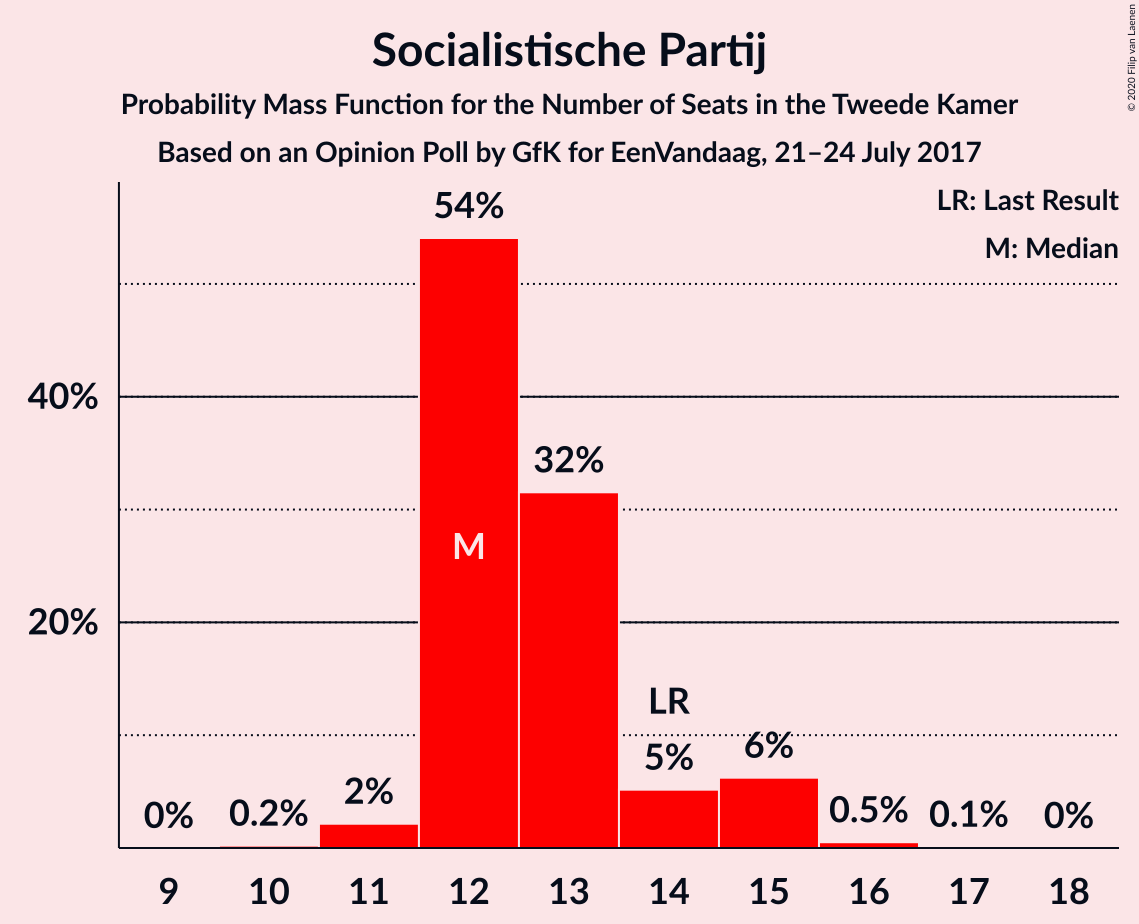 Socialistische Partij
Probability Mass Function for the Number of Seats in the Tweede Kamer
Based on an Opinion Poll by GfK for EenVandaag, 21–24 July 2017
© 2020 Filip van Laenen
LR: Last Result
M: Median
54%
40%
32%
M
20%
LR
5%
6%
2%
0%
0.2%
0.5%
0.1%
0%
9 10 11 12 13 14 15 16 17 18